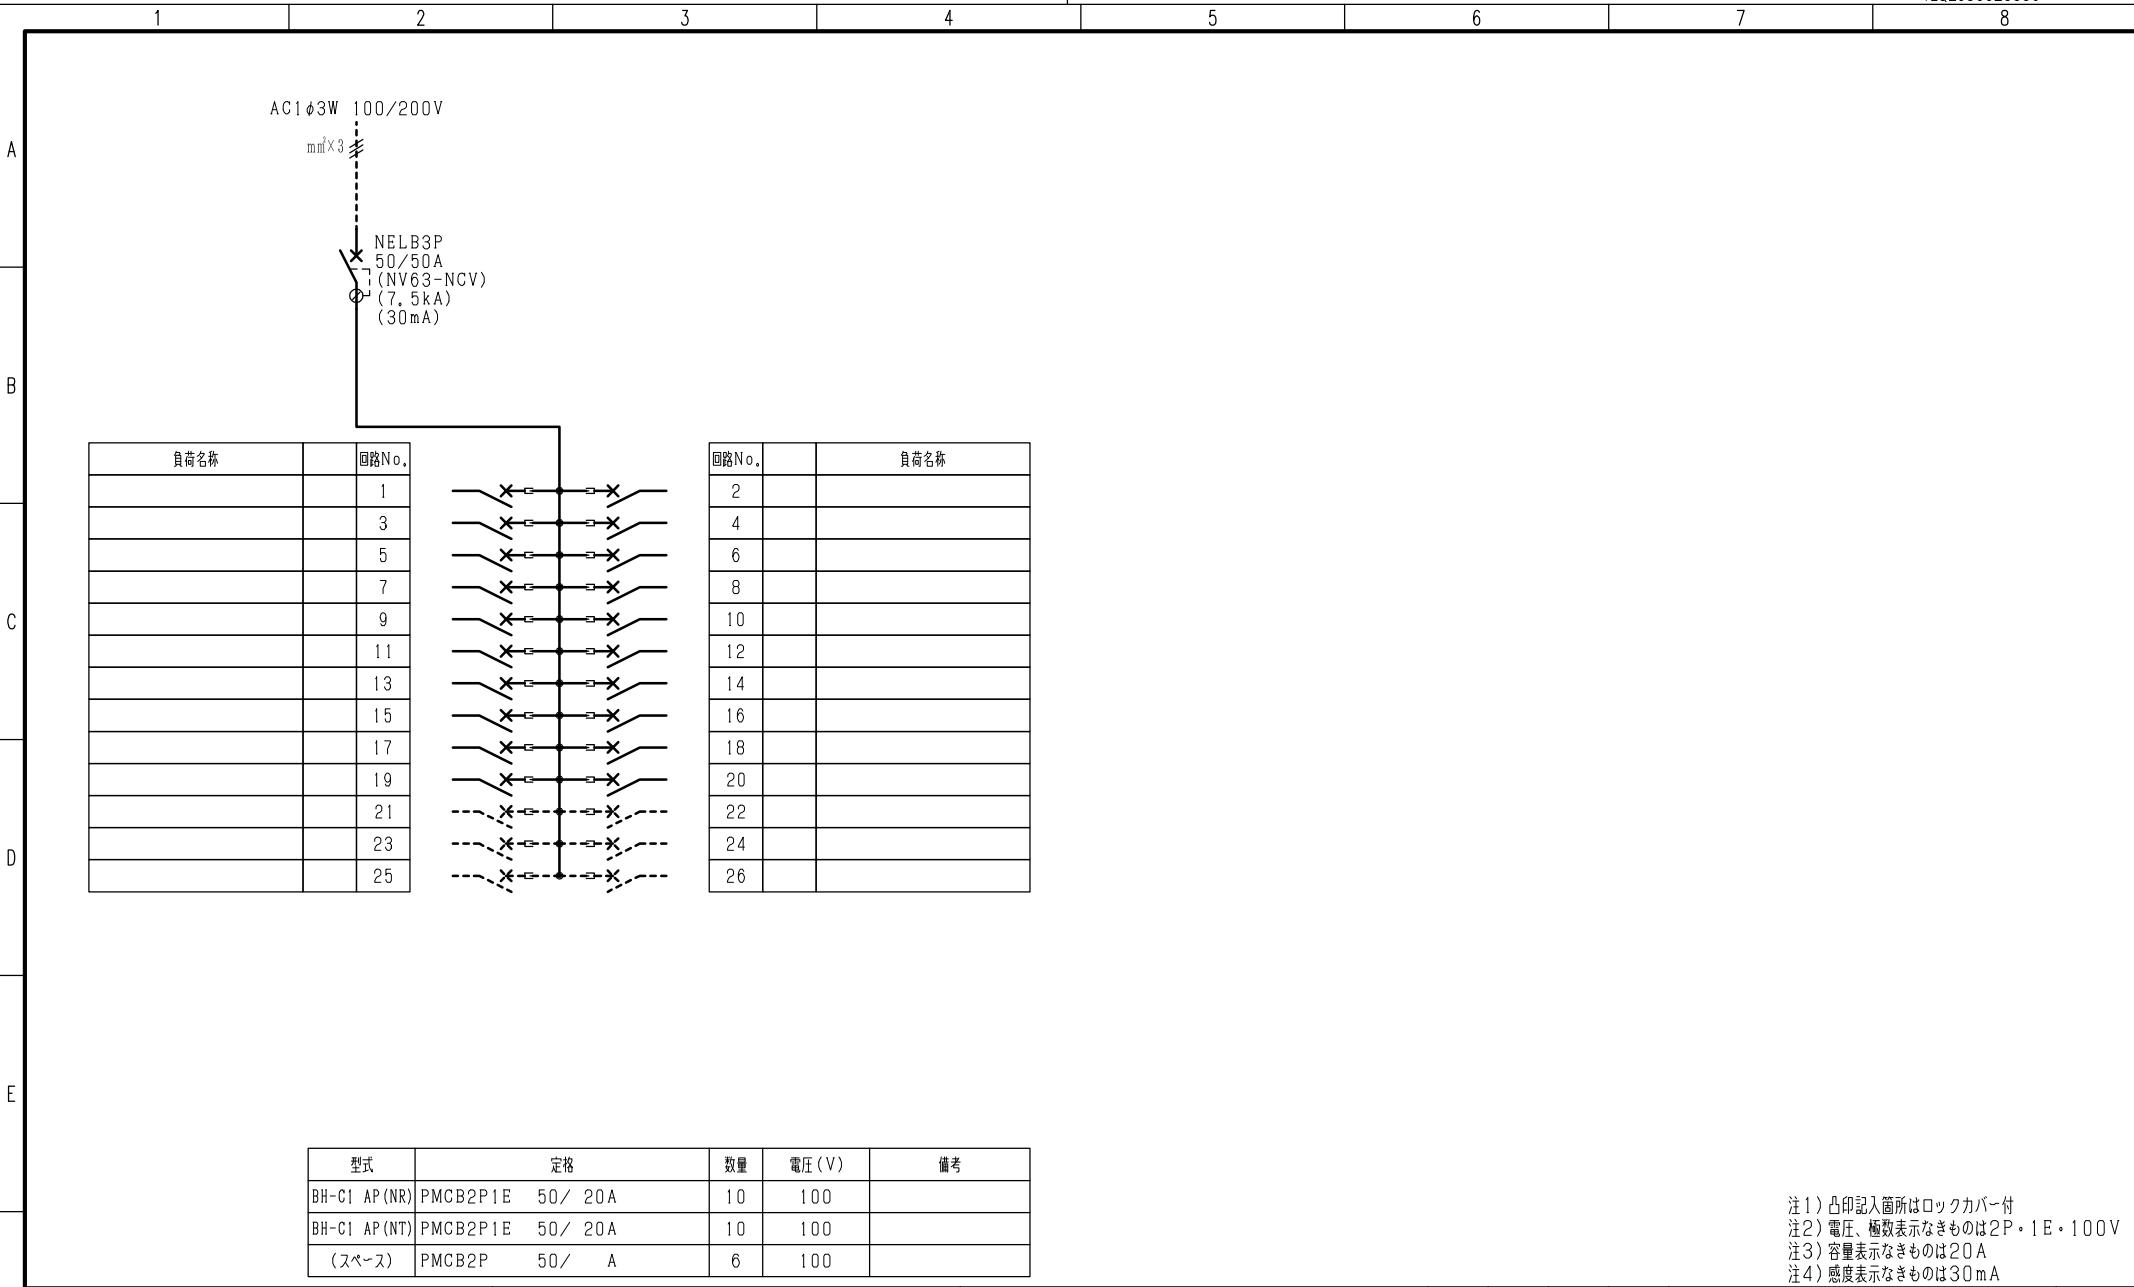 1 2 3 4 5 6 7 8
AC1φ3W 100/200V
mm²×3
A
NELB3P
50/50A
(NV63-NCV)
(7.5kA)
(30mA)
B
負荷名称 回路No. 回路No. 負荷名称
1 2
3 4
5 6
7 8
9 10
C
11 12
13 14
15 16
17 18
19 20
21 22
23 24
D
25 26
E
型式 定格 数量 電圧(V) 備考
BH-C1 AP(NR) PMCB2P1E 50/ 20A 10 100
BH-C1 AP(NT) PMCB2P1E 50/ 20A 10 100
(スペース) PMCB2P 50/ A 6 100
注1)凸印記入箇所はロックカバー付
注2)電圧、極数表示なきものは2P・1E・100V
注3)容量表示なきものは20A
注4)感度表示なきものは30mA